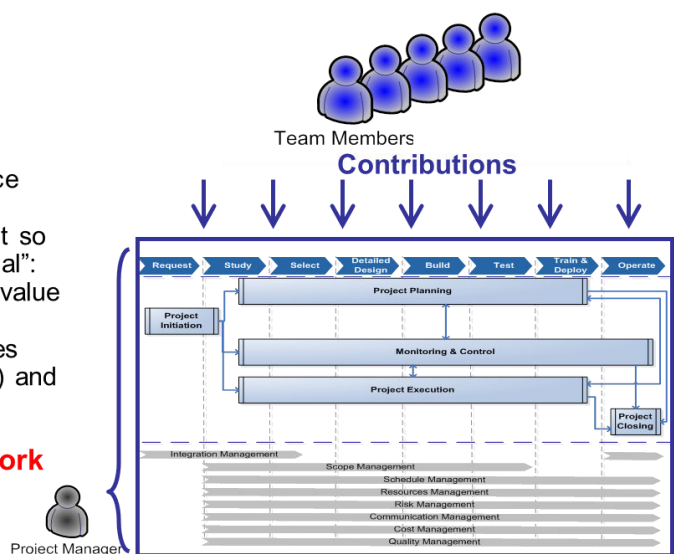 Team Members
Contributions
ce
t so
al”:
value
es
) and
ork
Project Manager
Request
Study
Select
Detailed
Design
Build
Test
Train &
Deploy
Operate
Project Planning
Project
Initiation
Monitoring & Control
Project Execution
Project
Closing
Integration Management
Scope Management
Schedule Management
Resources Management
Risk Management
Communication Management
Cost Management
Quality Management